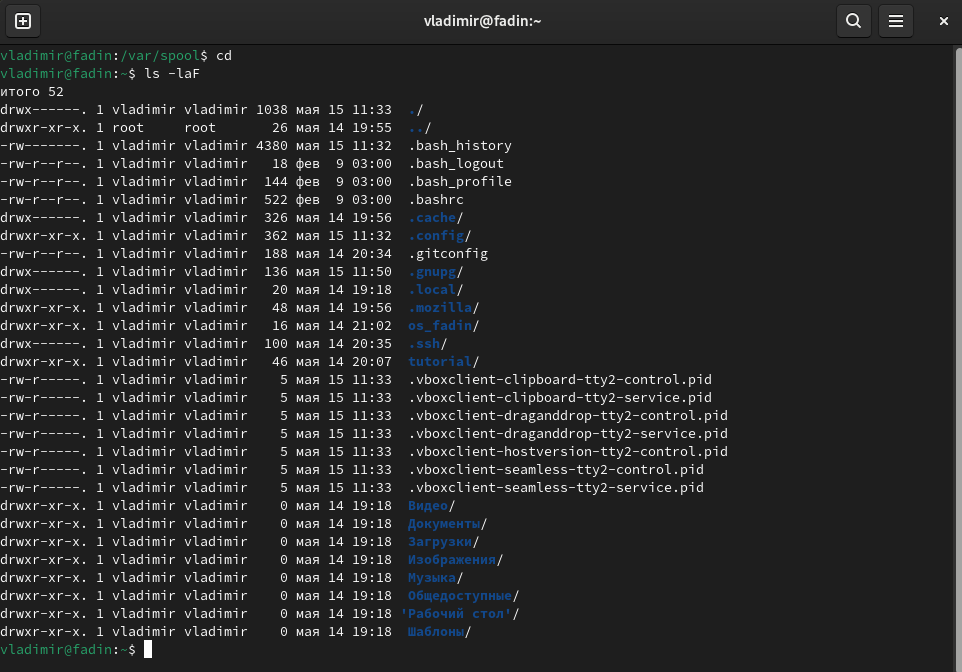 vladimir@fadin:~
vladimir@fadin:/var/spool$ cd
vladimir@fadin:~$ ls -laF
итого 52
drwx------. 1 vladimir vladimir 1038 мая 15 11:33  ./
drwxr-xr-x. 1 root     root       26 мая 14 19:55  ../
-rw-------. 1 vladimir vladimir 4380 мая 15 11:32  .bash_history
-rw-r--r--. 1 vladimir vladimir   18 фев  9 03:00  .bash_logout
-rw-r--r--. 1 vladimir vladimir  144 фев  9 03:00  .bash_profile
-rw-r--r--. 1 vladimir vladimir  522 фев  9 03:00  .bashrc
drwx------. 1 vladimir vladimir  326 мая 14 19:56  .cache/
drwxr-xr-x. 1 vladimir vladimir  362 мая 15 11:32  .config/
-rw-r--r--. 1 vladimir vladimir  188 мая 14 20:34  .gitconfig
drwx------. 1 vladimir vladimir  136 мая 15 11:50  .gnupg/
drwx------. 1 vladimir vladimir   20 мая 14 19:18  .local/
drwxr-xr-x. 1 vladimir vladimir   48 мая 14 19:56  .mozilla/
drwxr-xr-x. 1 vladimir vladimir   16 мая 14 21:02  os_fadin/
drwx------. 1 vladimir vladimir  100 мая 14 20:35  .ssh/
drwxr-xr-x. 1 vladimir vladimir   46 мая 14 20:07  tutorial/
-rw-r-----. 1 vladimir vladimir    5 мая 15 11:33  .vboxclient-clipboard-tty2-control.pid
-rw-r-----. 1 vladimir vladimir    5 мая 15 11:33  .vboxclient-clipboard-tty2-service.pid
-rw-r-----. 1 vladimir vladimir    5 мая 15 11:33  .vboxclient-draganddrop-tty2-control.pid
-rw-r-----. 1 vladimir vladimir    5 мая 15 11:33  .vboxclient-draganddrop-tty2-service.pid
-rw-r-----. 1 vladimir vladimir    5 мая 15 11:33  .vboxclient-hostversion-tty2-control.pid
-rw-r-----. 1 vladimir vladimir    5 мая 15 11:33  .vboxclient-seamless-tty2-control.pid
-rw-r-----. 1 vladimir vladimir    5 мая 15 11:33  .vboxclient-seamless-tty2-service.pid
drwxr-xr-x. 1 vladimir vladimir    0 мая 14 19:18  Видео/
drwxr-xr-x. 1 vladimir vladimir    0 мая 14 19:18  Документы/
drwxr-xr-x. 1 vladimir vladimir    0 мая 14 19:18  Загрузки/
drwxr-xr-x. 1 vladimir vladimir    0 мая 14 19:18  Изображения/
drwxr-xr-x. 1 vladimir vladimir    0 мая 14 19:18  Музыка/
drwxr-xr-x. 1 vladimir vladimir    0 мая 14 19:18  Общедоступные/
drwxr-xr-x. 1 vladimir vladimir    0 мая 14 19:18 'Рабочий стол'/
drwxr-xr-x. 1 vladimir vladimir    0 мая 14 19:18  Шаблоны/
vladimir@fadin:~$